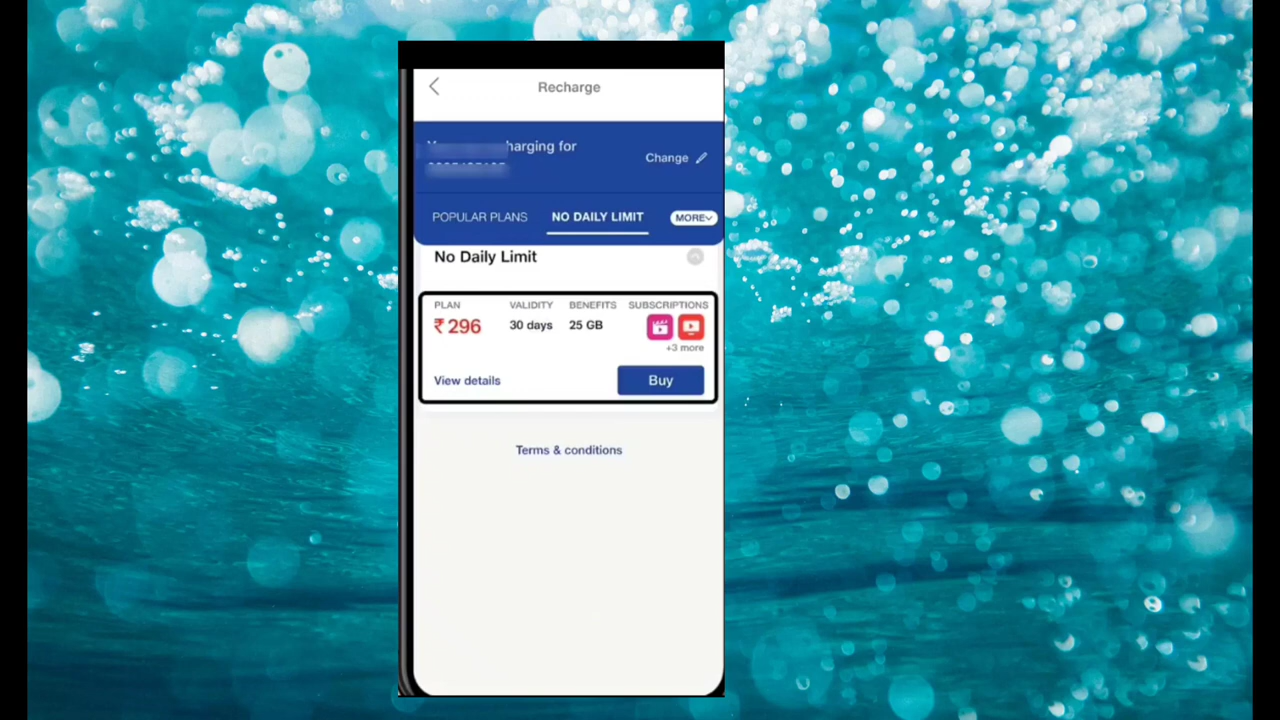 Recharge
harging for
Change
POPULAR PLANS NO DAILY LIMIT MORE
No Daily Limit
PLAN VALIDITY BENEFITS SUBSCRIPTIONS
₹296 30 days 25 GB
+3 more
View details Buy
Terms & conditions